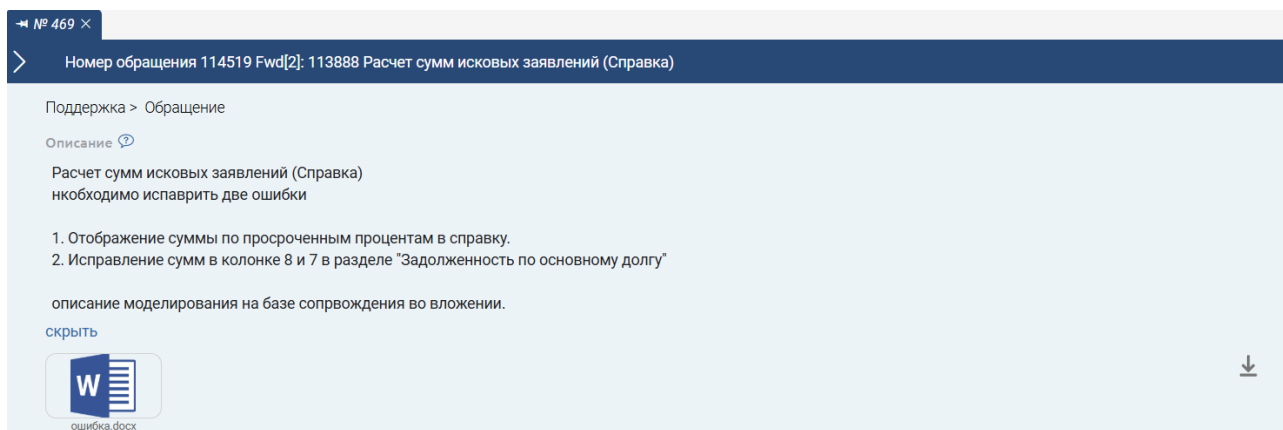 № 469 ×
Номер обращения 114519 Fwd[2]: 113888 Расчет сумм исковых заявлений (Справка)
Поддержка > Обращение
Описание
Расчет сумм исковых заявлений (Справка)
нкобходимо испаврить две ошибки
1. Отображение суммы по просроченным процентам в справку.
2. Исправление сумм в колонке 8 и 7 в разделе "Задолженность по основному долгу"
описание моделирования на базе сопрвождения во вложении.
скрыть
W
ошибка.docx